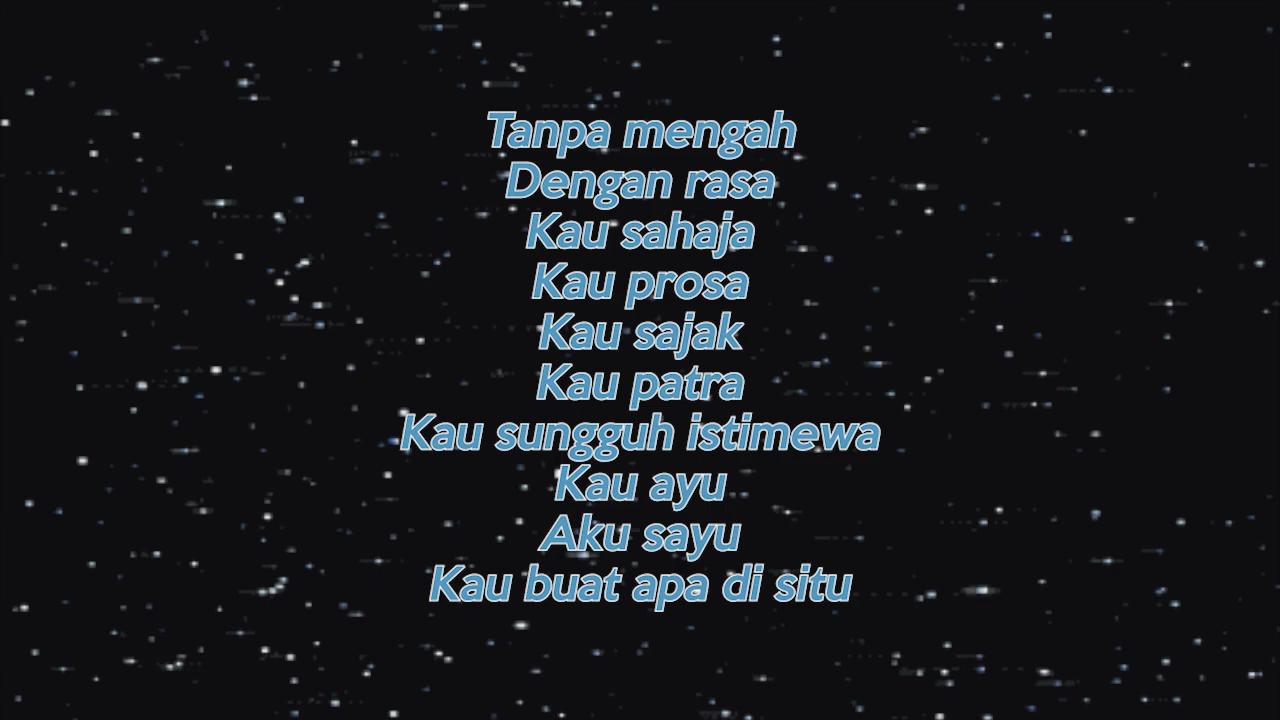 Tanpa mengah
Dengan rasa
Kau sahaja
Kau prosa
Kau sajak
Kau patra
Kau sungguh istimewa
Kau ayu
Aku sayu
Kau buat apa di situ